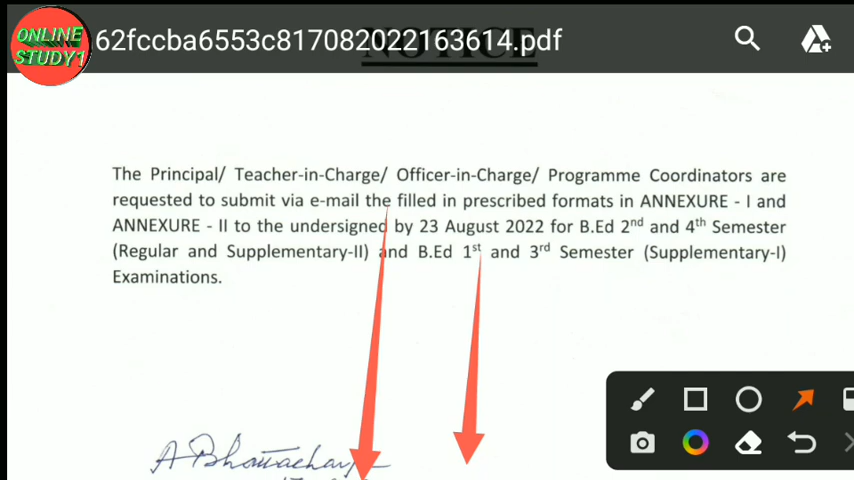 ONLINE
STUDY1
62fccba6553c817082022163614.pdf
NOTICE
The Principal/ Teacher-in-Charge/ Officer-in-Charge/ Programme Coordinators are
requested to submit via e-mail the filled in prescribed formats in ANNEXURE - I and
ANNEXURE - II to the undersigned by 23 August 2022 for B.Ed 2nd and 4th Semester
(Regular and Supplementary-II) and B.Ed 1st and 3rd Semester (Supplementary-I)
Examinations.
A Bhattacharya